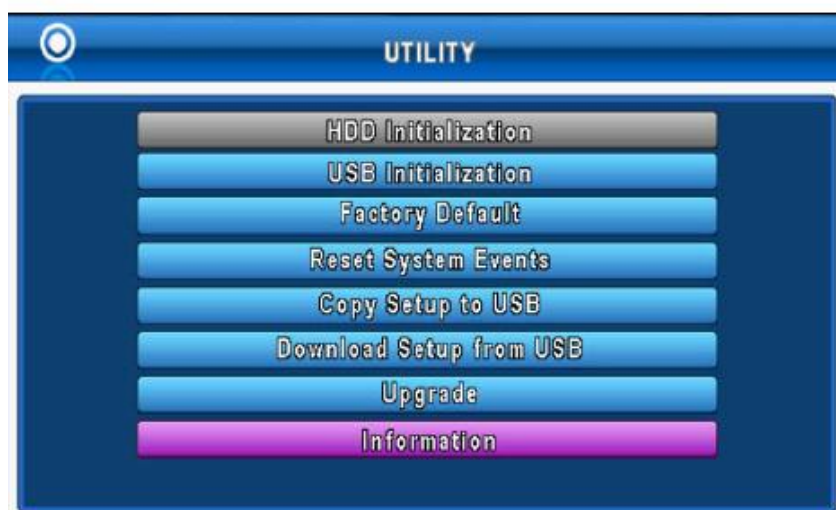 UTILITY
HDD Initialization
USB Initialization
Factory Default
Reset System Events
Copy Setup to USB
Download Setup from USB
Upgrade
Information